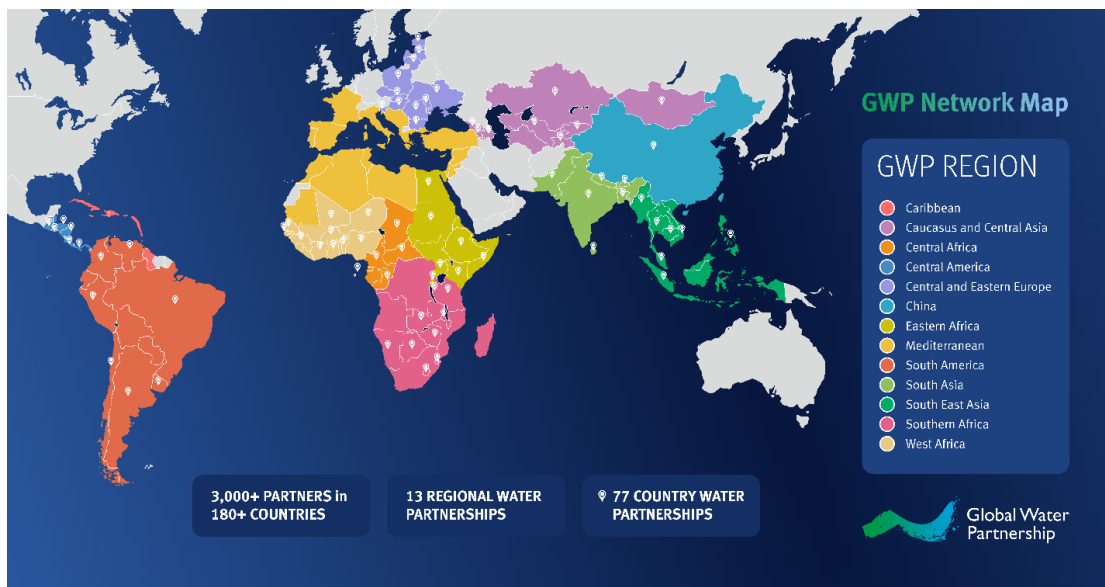 GWP Network Map
GWP REGION
Caribbean
Caucasus and Central Asia
Central Africa
Central America
Central and Eastern Europe
China
Eastern Africa
Mediterranean
South America
South Asia
South East Asia
Southern Africa
West Africa
3,000+ PARTNERS in
180+ COUNTRIES
13 REGIONAL WATER
PARTNERSHIPS
77 COUNTRY WATER
PARTNERSHIPS
Global Water
Partnership